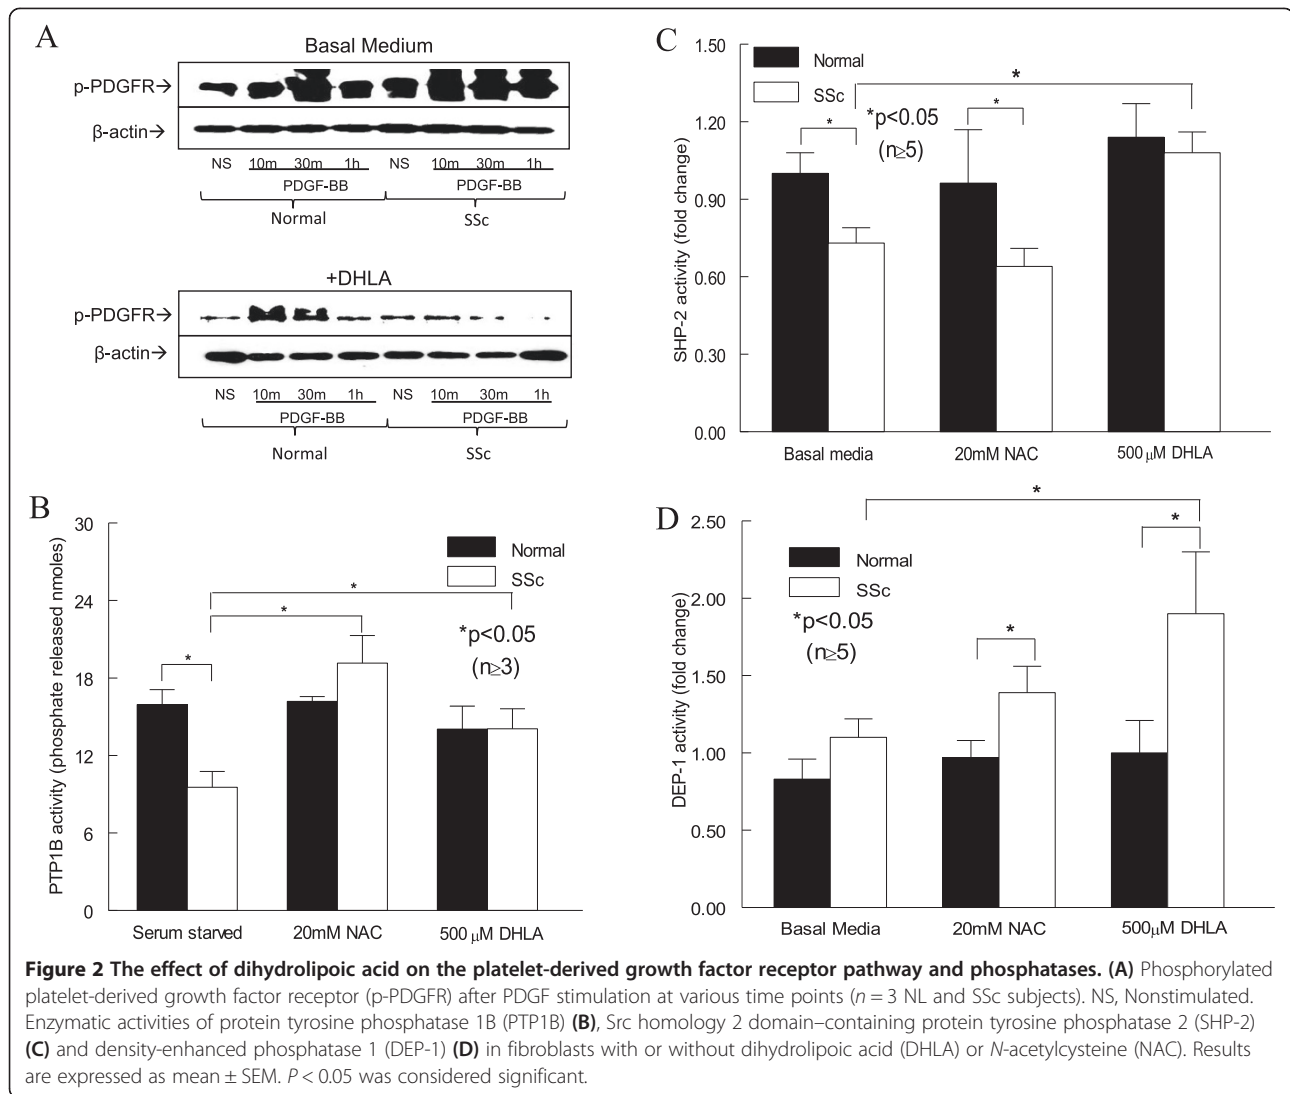 A
Basal Medium
p-PDGFR→
β-actin→
NS 10m 30m 1h NS 10m 30m 1h
PDGF-BB PDGF-BB
Normal SSc
+DHLA
p-PDGFR→
β-actin→
NS 10m 30m 1h NS 10m 30m 1h
PDGF-BB PDGF-BB
Normal SSc
B
PTP1B activity (phosphate released nmoles)
30
24
18
12
6
0
Normal
SSc
*
*
*
*p<0.05
(n≥3)
Serum starved 20mM NAC 500 μM DHLA
C
SHP-2 activity (fold change)
1.50
1.20
0.90
0.60
0.30
0.00
Normal
SSc
*
*
*
*p<0.05
(n≥5)
Basal media 20mM NAC 500 μM DHLA
D
DEP-1 activity (fold change)
2.50
2.00
1.50
1.00
0.50
0.00
Normal
SSc
*
*
*
*p<0.05
(n≥5)
Basal Media 20mM NAC 500μM DHLA
Figure 2 The effect of dihydrolipoic acid on the platelet-derived growth factor receptor pathway and phosphatases. (A) Phosphorylated
platelet-derived growth factor receptor (p-PDGFR) after PDGF stimulation at various time points (n = 3 NL and SSc subjects). NS, Nonstimulated.
Enzymatic activities of protein tyrosine phosphatase 1B (PTP1B) (B), Src homology 2 domain–containing protein tyrosine phosphatase 2 (SHP-2)
(C) and density-enhanced phosphatase 1 (DEP-1) (D) in fibroblasts with or without dihydrolipoic acid (DHLA) or N-acetylcysteine (NAC). Results
are expressed as mean ± SEM. P < 0.05 was considered significant.